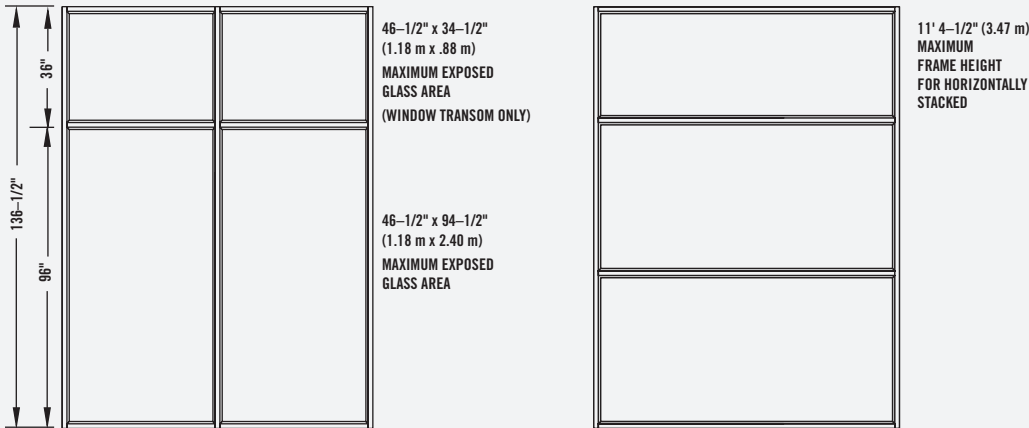 136–1/2"
36"
96"
46–1/2" x 34–1/2"
(1.18 m x .88 m)
MAXIMUM EXPOSED
GLASS AREA
(WINDOW TRANSOM ONLY)
46–1/2" x 94–1/2"
(1.18 m x 2.40 m)
MAXIMUM EXPOSED
GLASS AREA
11' 4–1/2" (3.47 m)
MAXIMUM
FRAME HEIGHT
FOR HORIZONTALLY
STACKED